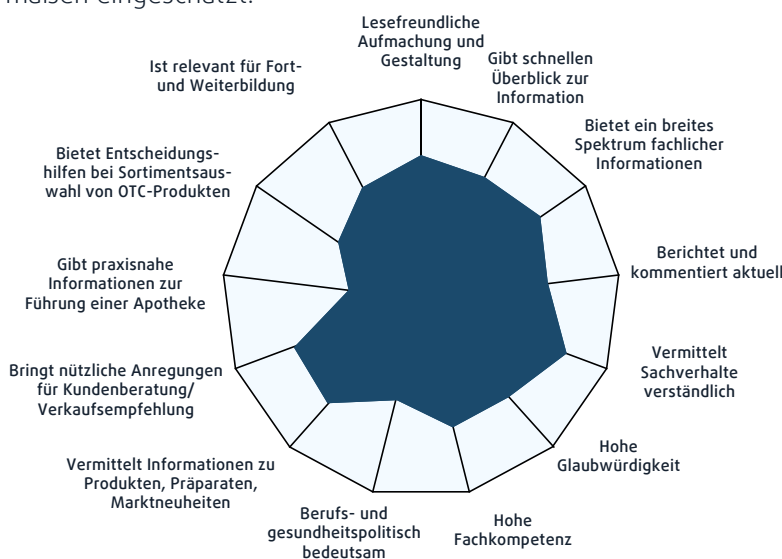 maßen eingeschätzt:
Lesefreundliche
Aufmachung und
Gestaltung
Gibt schnellen
Überblick zur
Information
Bietet ein breites
Spektrum fachlicher
Informationen
Berichtet und
kommentiert aktuell
Vermittelt
Sachverhalte
verständlich
Hohe
Glaubwürdigkeit
Hohe
Fachkompetenz
Berufs- und
gesundheitspolitisch
bedeutsam
Vermittelt Informationen zu
Produkten, Präparaten,
Marktneuheiten
Bringt nützliche Anregungen
für Kundenberatung/
Verkaufsempfehlung
Gibt praxisnahe
Informationen zur
Führung einer Apotheke
Bietet Entscheidungs-
hilfen bei Sortimentsaus-
wahl von OTC-Produkten
Ist relevant für Fort-
und Weiterbildung